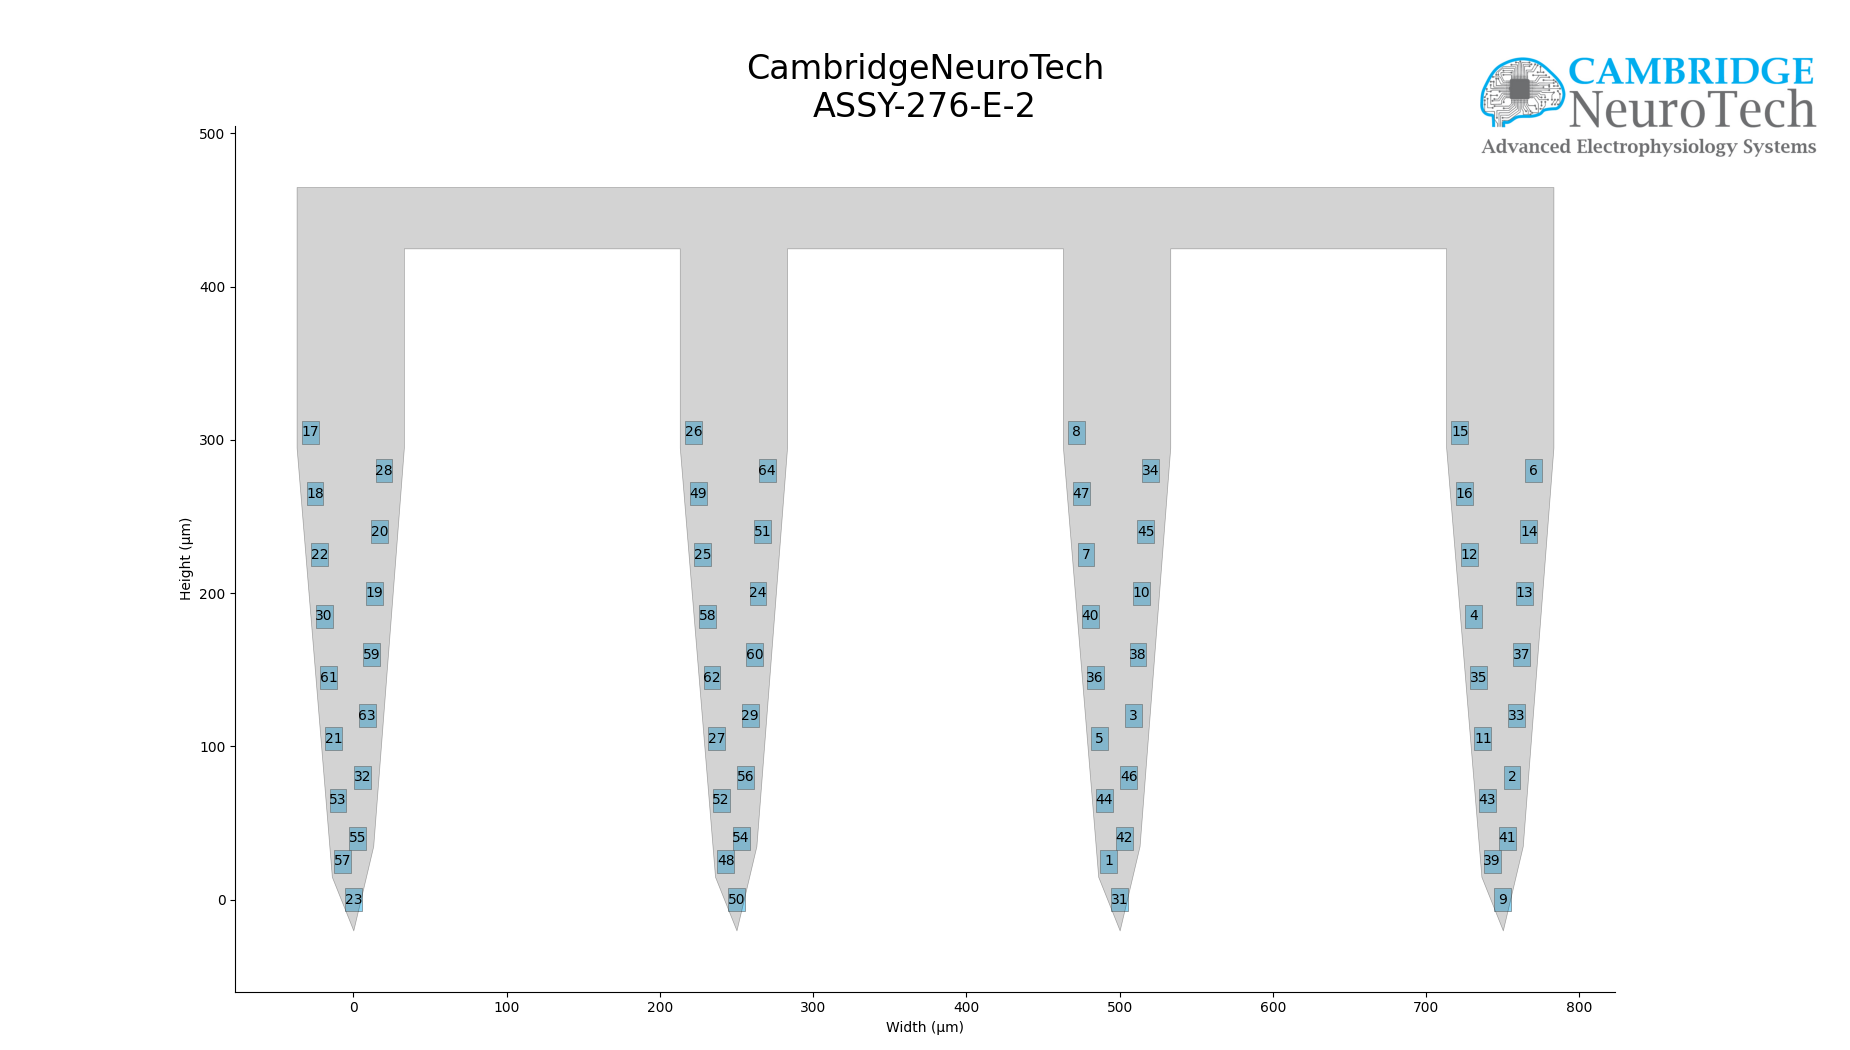 CambridgeNeuroTech
ASSY-276-E-2
CAMBRIDGE
NeuroTech
Advanced Electrophysiology Systems
500
400
300
200
100
0
Height (μm)
17 26 8 15
28 64 34 6
18 49 47 16
20 51 45 14
22 25 7 12
19 24 10 13
30 58 40 4
59 60 38 37
61 62 36 35
63 29 3 33
21 27 5 11
32 56 46 2
53 52 44 43
55 54 42 41
57 48 1 39
23 50 31 9
0 100 200 300 400 500 600 700 800
Width (μm)